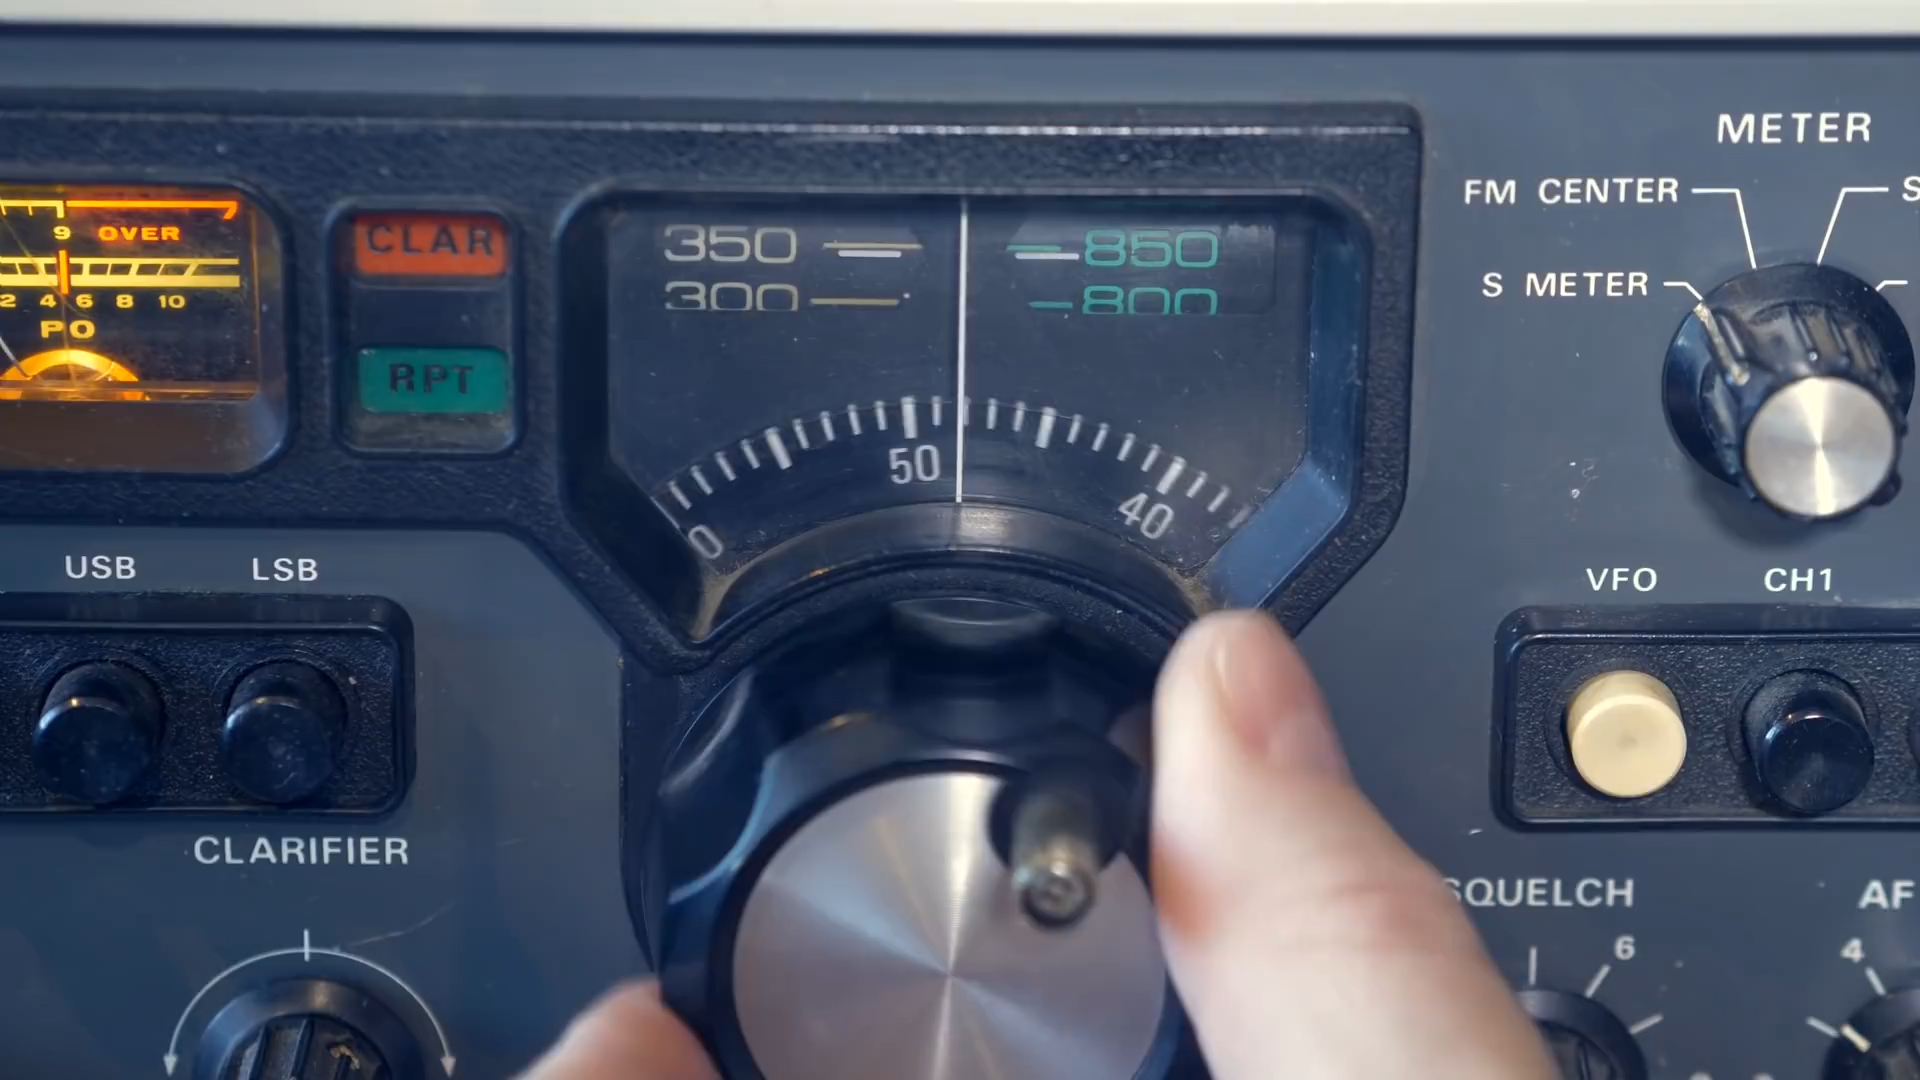 METER
FM CENTER
S METER
9 OVER
2 4 6 8 10
PO
CLAR
RPT
350
850
300
800
50
40
0
USB LSB
VFO CH1
CLARIFIER
SQUELCH
6
AF
4